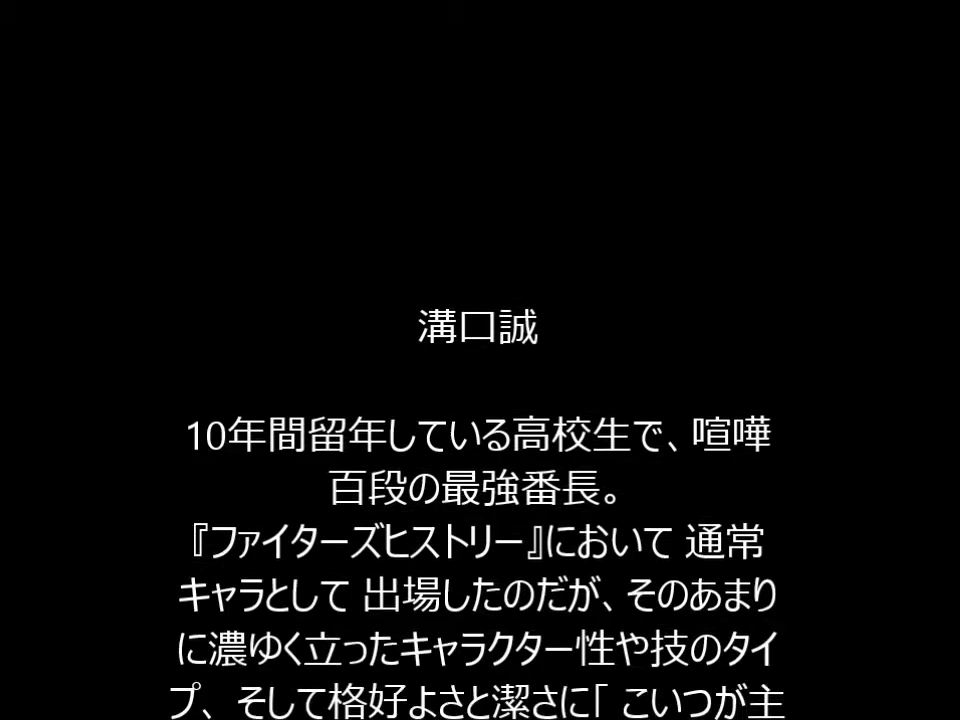 溝口誠
10年間留年している高校生で、喧嘩
百段の最強番長。
『ファイターズヒストリー』において 通常
キャラとして 出場したのだが、そのあまり
に濃ゆく立ったキャラクター性や技のタイ
プ、そして格好よさと潔さに「 こいつが主